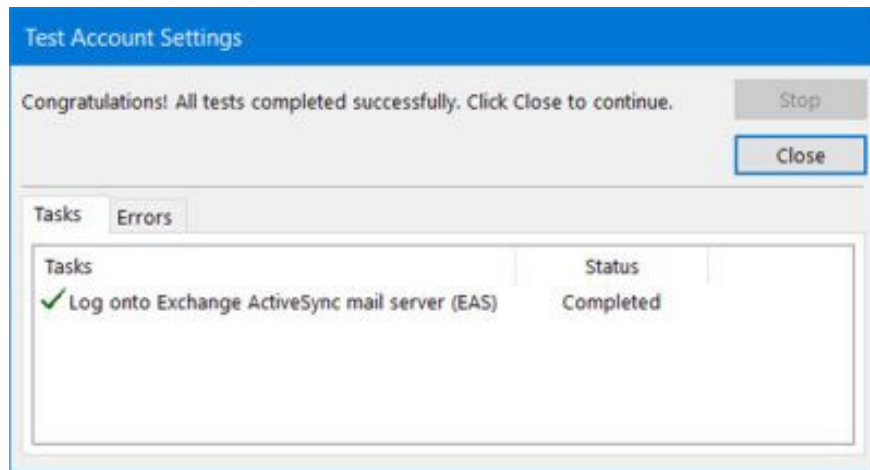 Test Account Settings
Congratulations! All tests completed successfully. Click Close to continue.
Stop
Close
Tasks Errors
Tasks Status
Log onto Exchange ActiveSync mail server (EAS) Completed